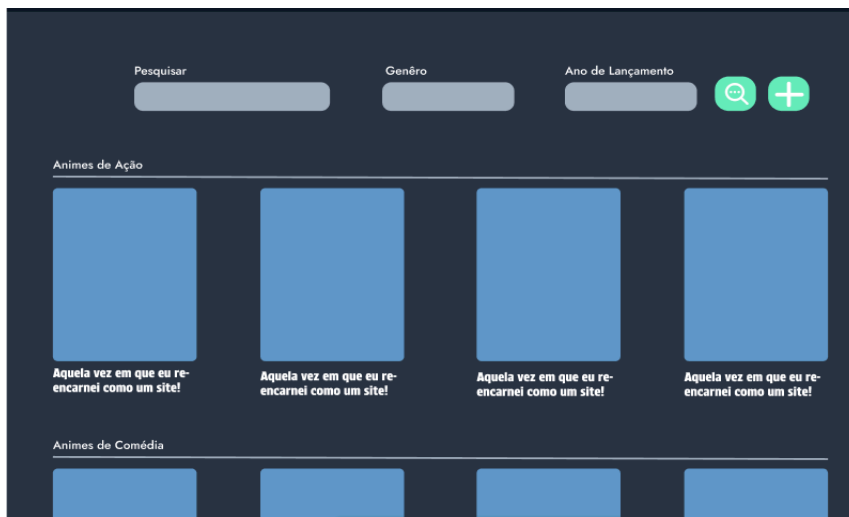 Pesquisar
Genêro
Ano de Lançamento
Animes de Ação
Aquela vez em que eu re-
encarnei como um site!
Aquela vez em que eu re-
encarnei como um site!
Aquela vez em que eu re-
encarnei como um site!
Aquela vez em que eu re-
encarnei como um site!
Animes de Comédia